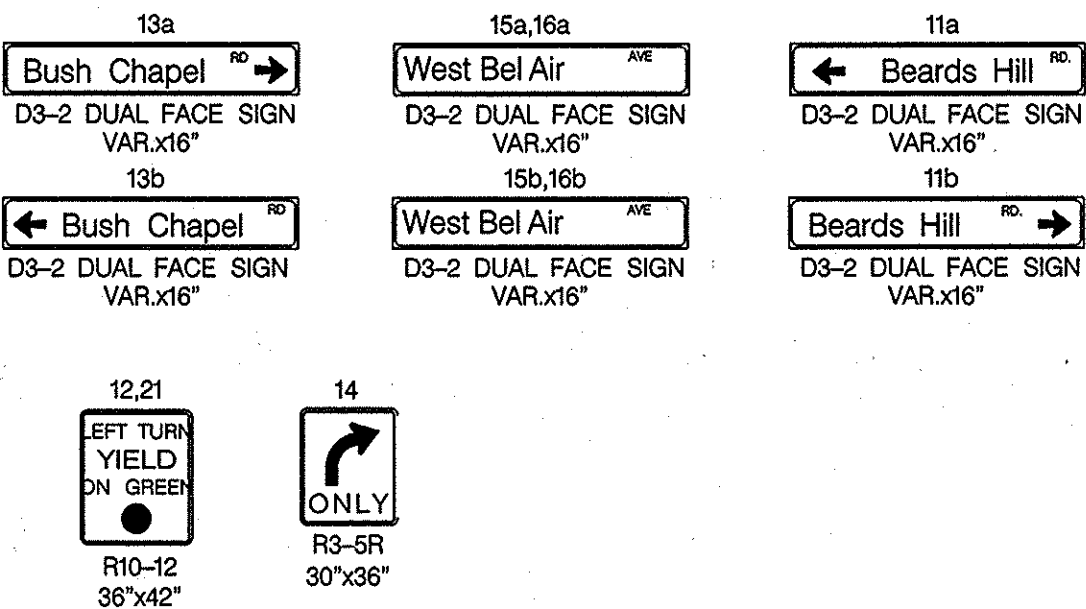 13a
Bush Chapel RD
D3-2 DUAL FACE SIGN
VAR.x16"
15a,16a
West Bel Air AVE
D3-2 DUAL FACE SIGN
VAR.x16"
11a
Beards Hill RD.
D3-2 DUAL FACE SIGN
VAR.x16"
13b
Bush Chapel RD
D3-2 DUAL FACE SIGN
VAR.x16"
15b,16b
West Bel Air AVE
D3-2 DUAL FACE SIGN
VAR.x16"
11b
Beards Hill RD.
D3-2 DUAL FACE SIGN
VAR.x16"
12,21
LEFT TURN
YIELD
ON GREEN
R10-12
36"x42"
14
ONLY
R3-5R
30"x36"